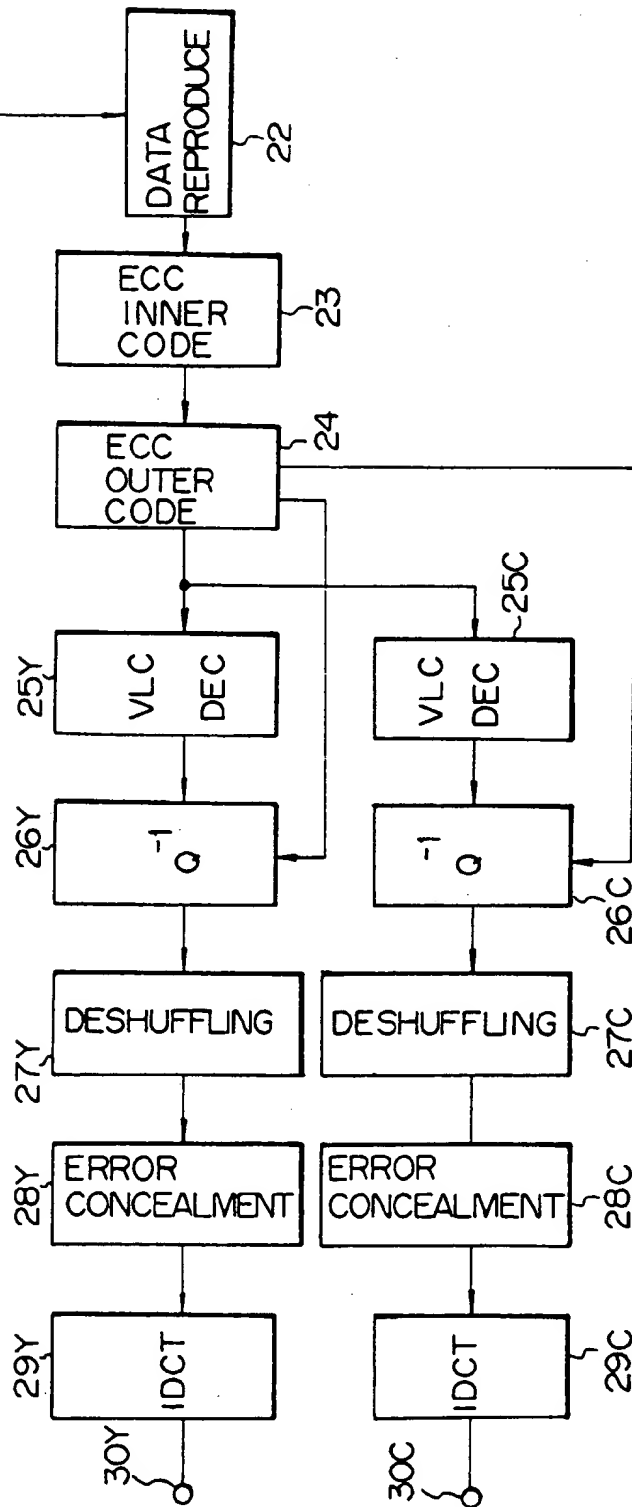 DATA
REPRODUCE
22
ECC
INNER
CODE
23
ECC
OUTER
CODE
24
25Y
VLC
DEC
VLC
DEC
25C
26Y
Q⁻¹
Q⁻¹
26C
27Y
DESHUFFLING
DESHUFFLING
27C
28Y
ERROR
CONCEALMENT
ERROR
CONCEALMENT
28C
29Y
IDCT
IDCT
29C
30Y
30C